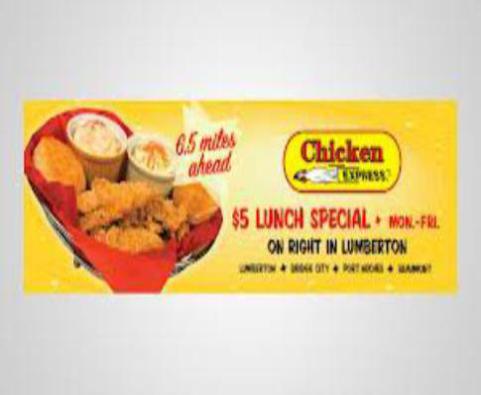 6.5 miles
ahead
Chicken
EXPRESS
$5 LUNCH SPECIAL • MON.-FRI.
ON RIGHT IN LUMBERTON
LUMBERTON BRIDGE CITY PORT NECHES BEAUMONT